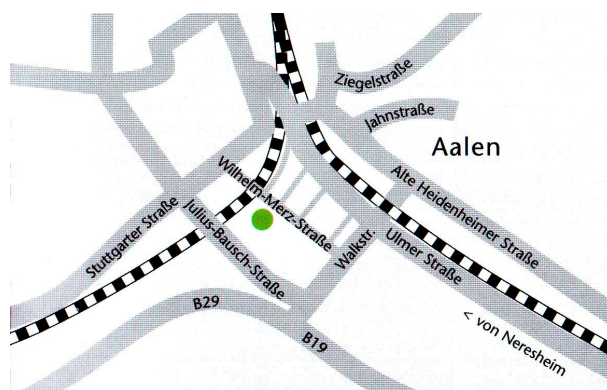 Ziegelstraße
Jahnstraße
Aalen
Wilhelm-Merz-Straße
Alte Heidenheimer Straße
Stuttgarter Straße
Julius-Bausch-Straße
Walkstr.
Ulmer Straße
B29
B19
< von Neresheim